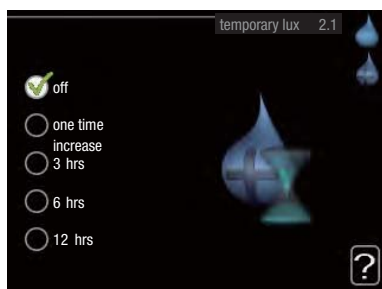 temporary lux 2.1
off
one time
increase
3 hrs
6 hrs
12 hrs
?